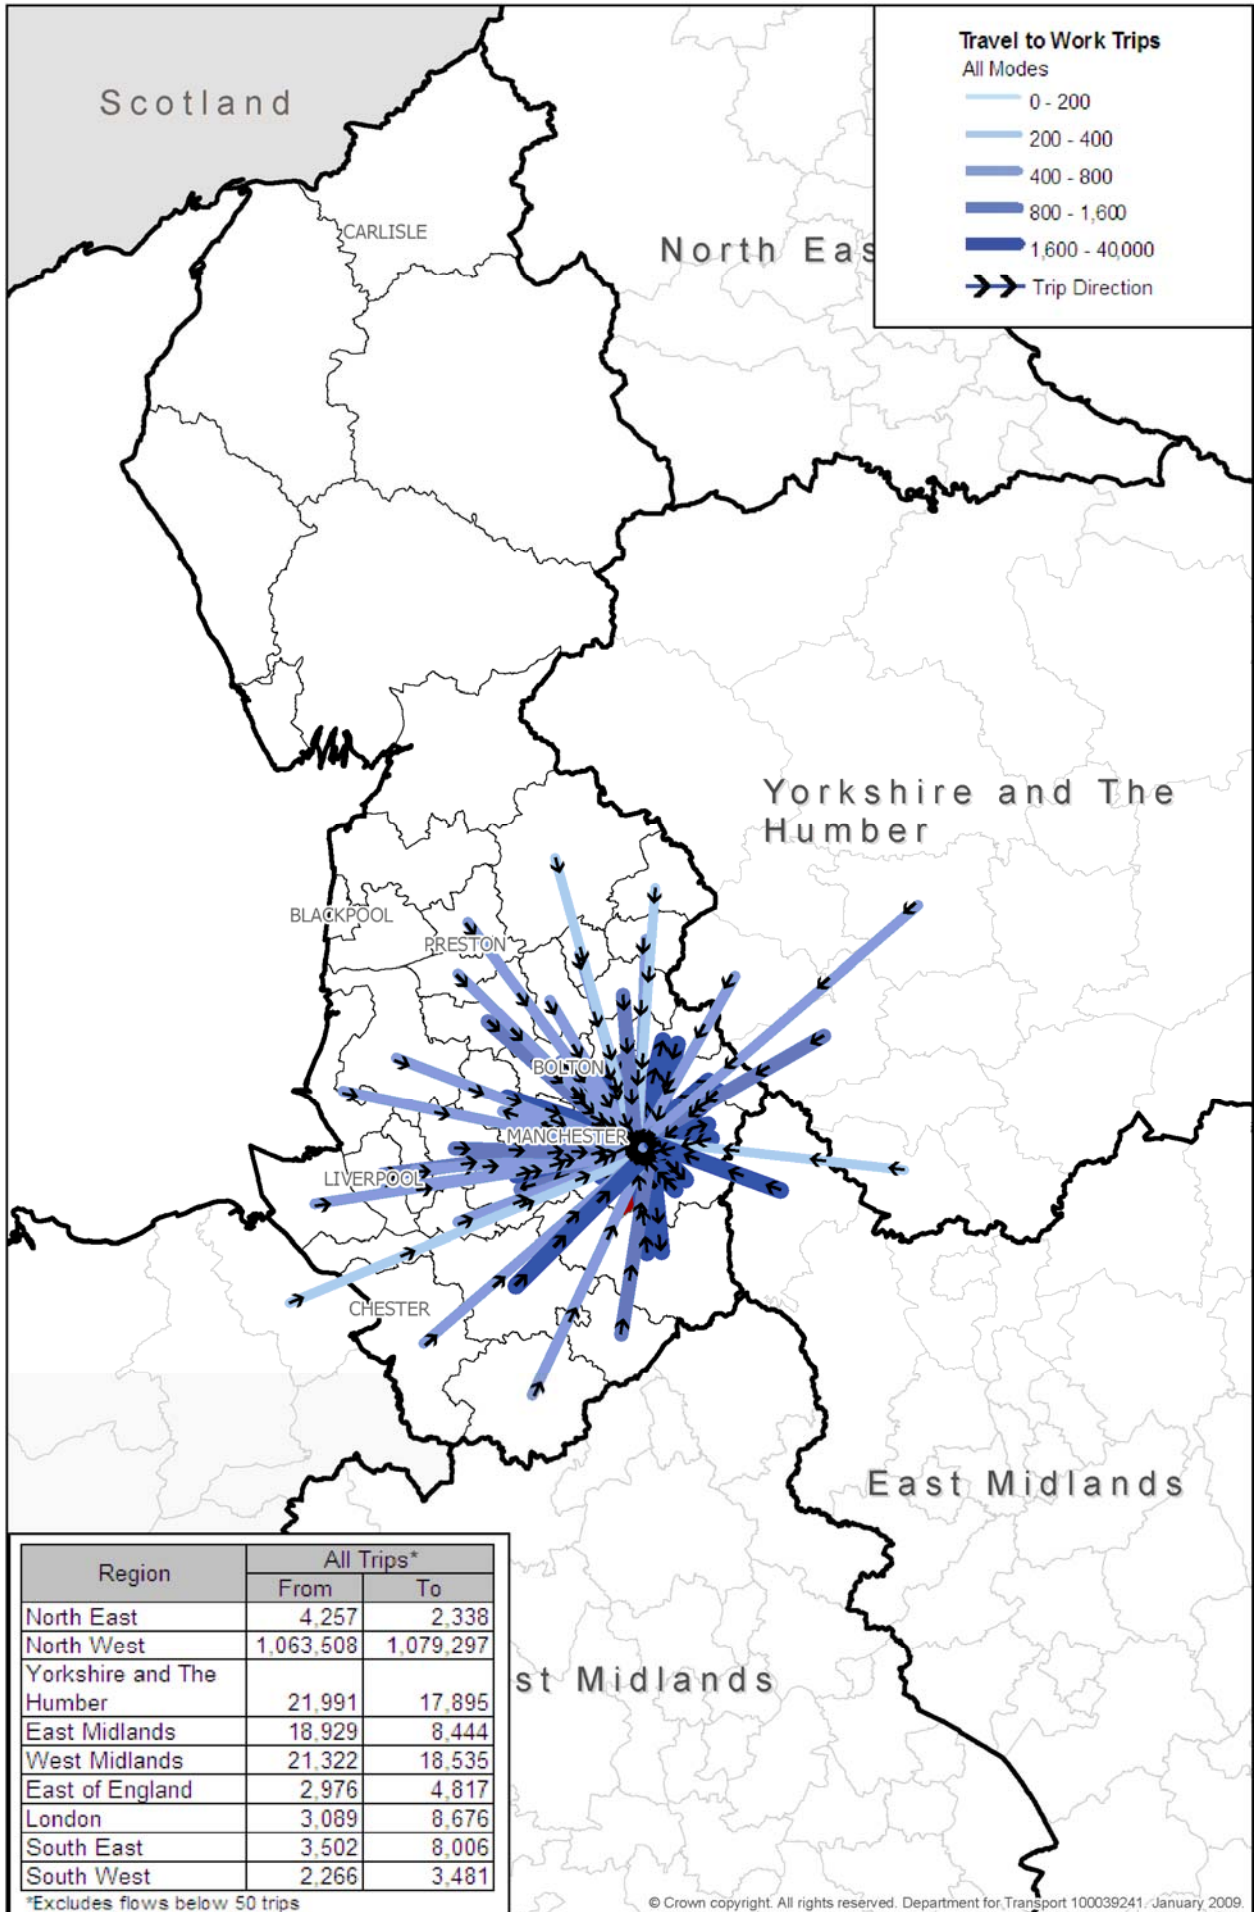 Travel to Work Trips
All Modes
0 - 200
200 - 400
400 - 800
800 - 1,600
1,600 - 40,000
Trip Direction
Scotland
CARLISLE
North Eas
Yorkshire and The
Humber
BLACKPOOL
PRESTON
BOLTON
MANCHESTER
LIVERPOOL
CHESTER
East Midlands
st Midlands
Region All Trips*
From To
North East 4,257 2,338
North West 1,063,508 1,079,297
Yorkshire and The
Humber 21,991 17,895
East Midlands 18,929 8,444
West Midlands 21,322 18,535
East of England 2,976 4,817
London 3,089 8,676
South East 3,502 8,006
South West 2,266 3,481
*Excludes flows below 50 trips
© Crown copyright. All rights reserved. Department for Transport 100039241. January 2009.